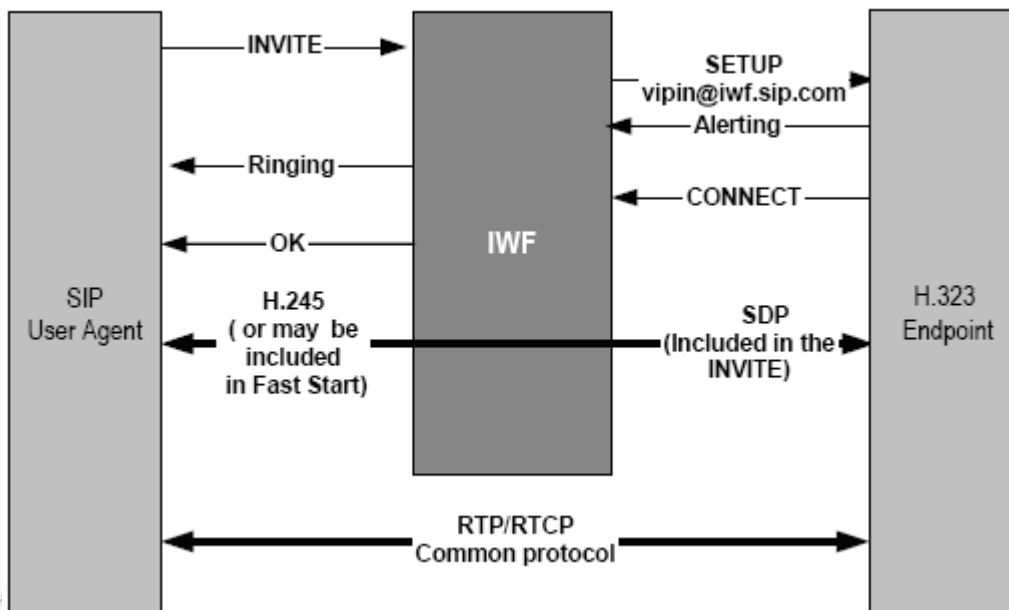 INVITE
SETUP
vipin@iwf.sip.com
Alerting
Ringing
CONNECT
OK
IWF
SIP
User Agent
H.245
( or may be
included
in Fast Start)
SDP
(Included in the
INVITE)
H.323
Endpoint
RTP/RTCP
Common protocol